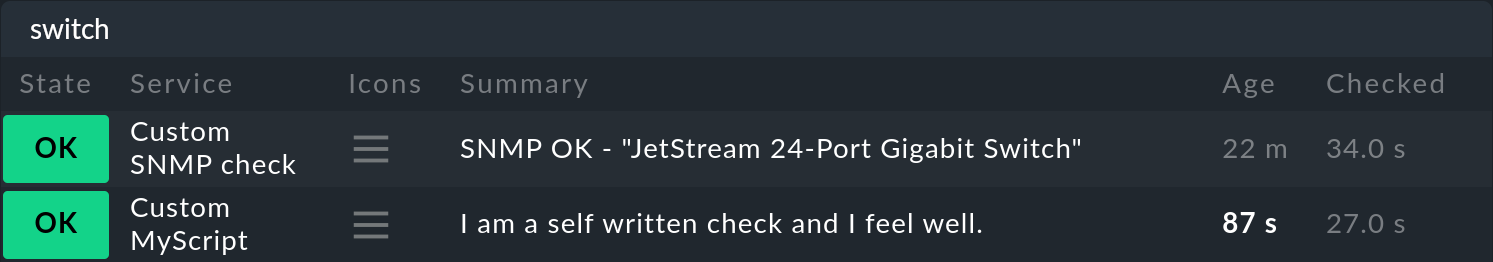 switch
State Service Icons Summary Age Checked
OK Custom SNMP check SNMP OK - "JetStream 24-Port Gigabit Switch" 22 m 34.0 s
OK Custom MyScript I am a self written check and I feel well. 87 s 27.0 s